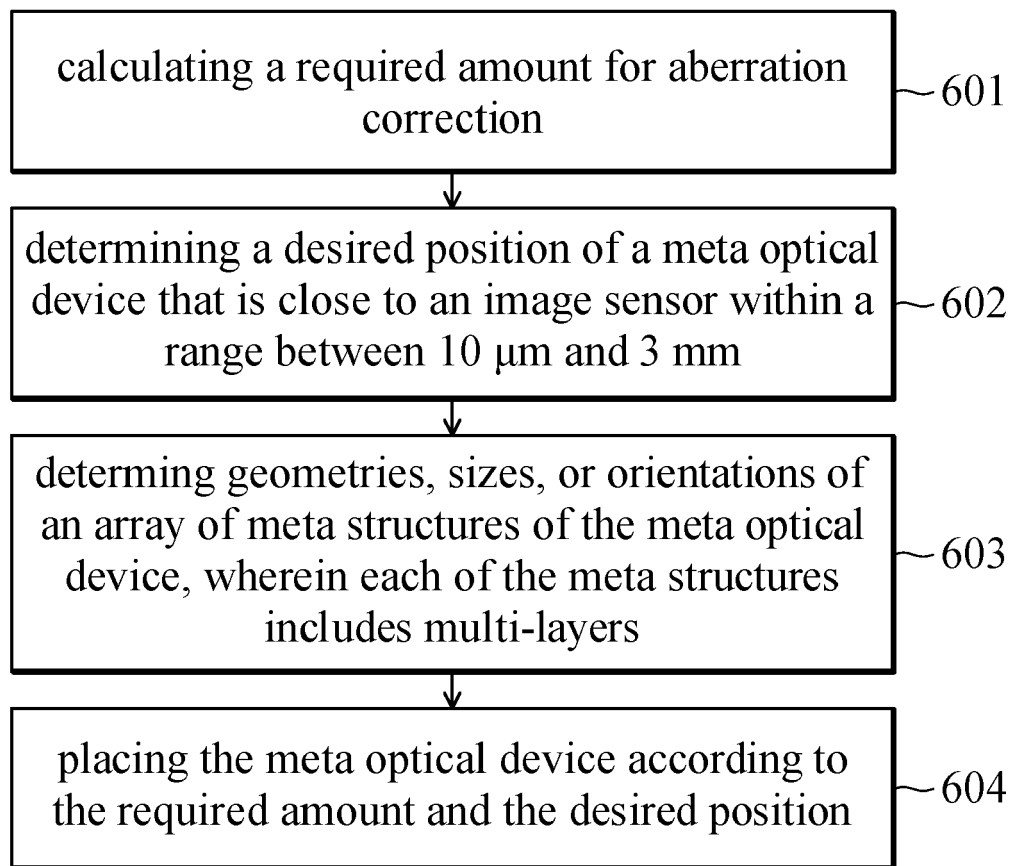 calculating a required amount for aberration
correction
601
determining a desired position of a meta optical
device that is close to an image sensor within a
range between 10 μm and 3 mm
602
determing geometries, sizes, or orientations of
an array of meta structures of the meta optical
device, wherein each of the meta structures
includes multi-layers
603
placing the meta optical device according to
the required amount and the desired position
604